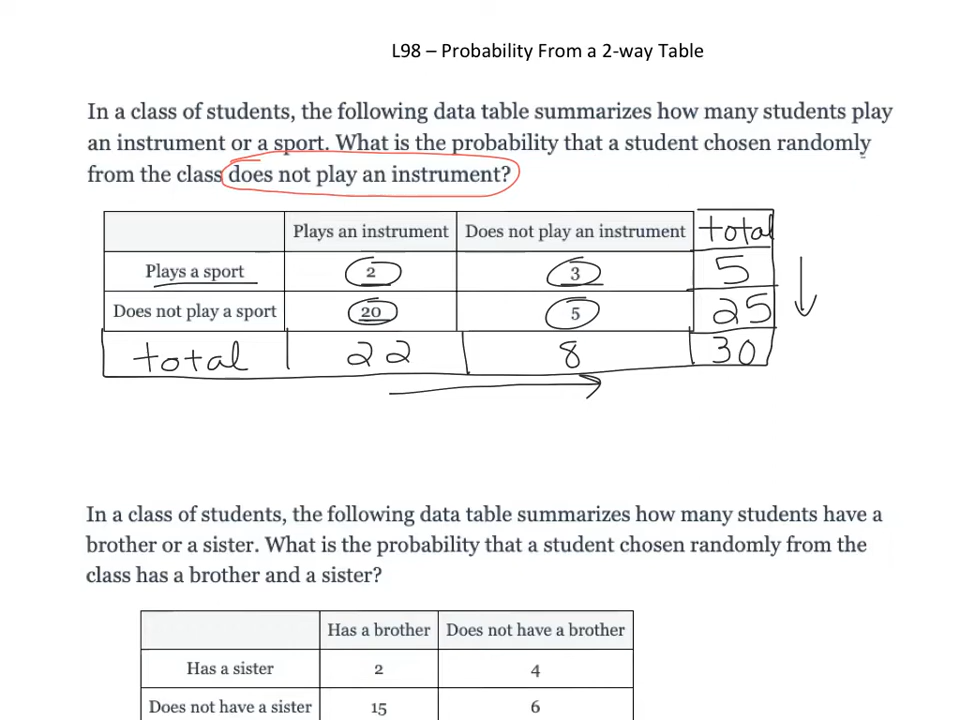 L98 – Probability From a 2-way Table
In a class of students, the following data table summarizes how many students play
an instrument or a sport. What is the probability that a student chosen randomly
from the class does not play an instrument?
Plays an instrument Does not play an instrument total
Plays a sport 2 3 5
Does not play a sport 20 5 25
total 22 8 30
In a class of students, the following data table summarizes how many students have a
brother or a sister. What is the probability that a student chosen randomly from the
class has a brother and a sister?
Has a brother Does not have a brother
Has a sister 2 4
Does not have a sister 15 6